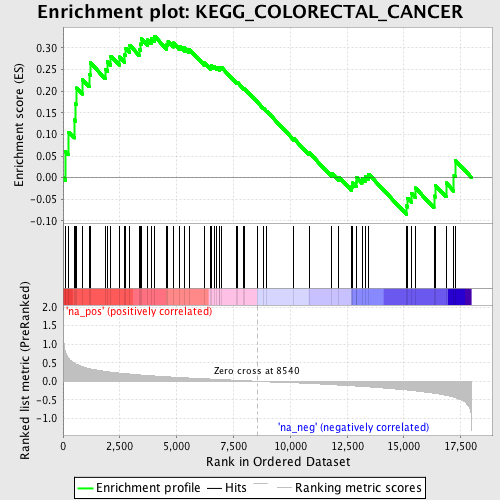 Enrichment plot: KEGG_COLORECTAL_CANCER
Enrichment score (ES)
0.30
0.25
0.20
0.15
0.10
0.05
0.00
-0.05
-0.10
'na_pos' (positively correlated)
Ranked list metric (PreRanked)
2.0
1.5
1.0
0.5
0.0
-0.5
-1.0
Zero cross at 8540
'na_neg' (negatively correlated)
0 2,500 5,000 7,500 10,000 12,500 15,000 17,500
Rank in Ordered Dataset
Enrichment profile Hits Ranking metric scores